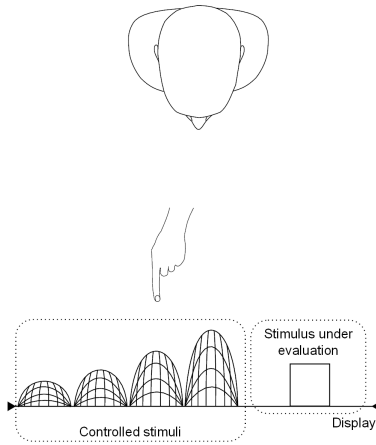 Stimulus under
evaluation
Display
Controlled stimuli